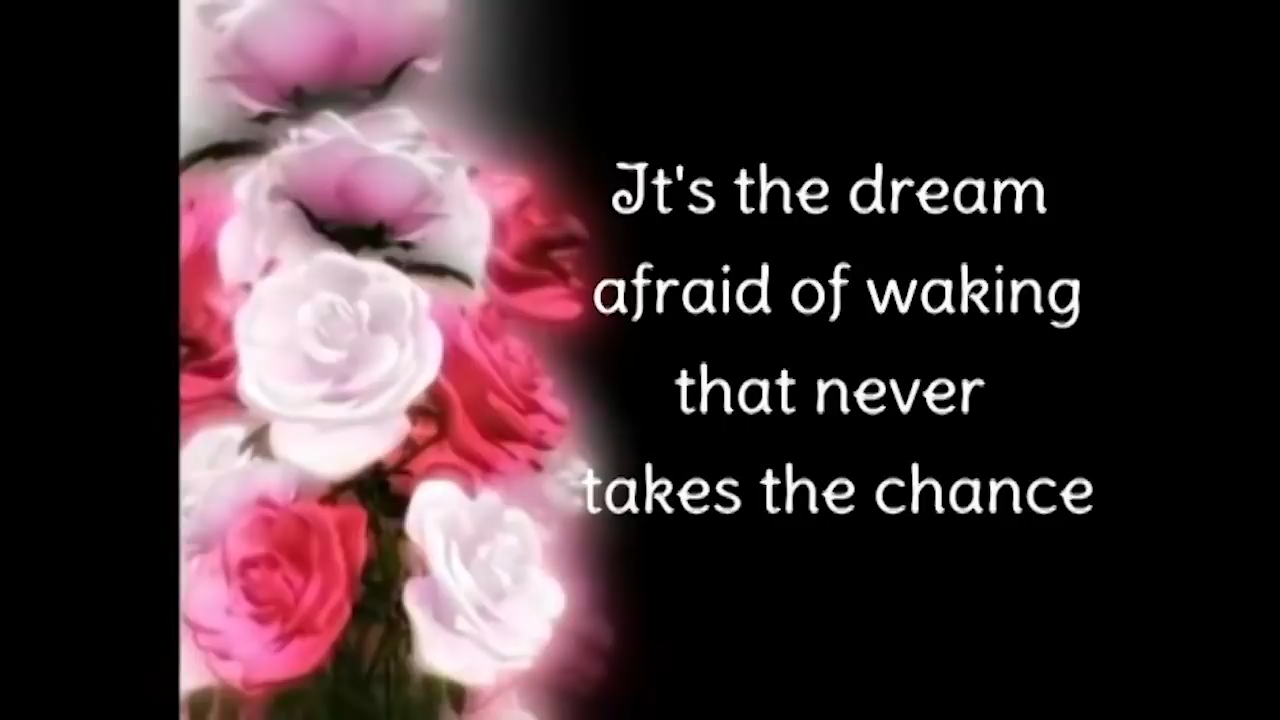 It's the dream
afraid of waking
that never
takes the chance